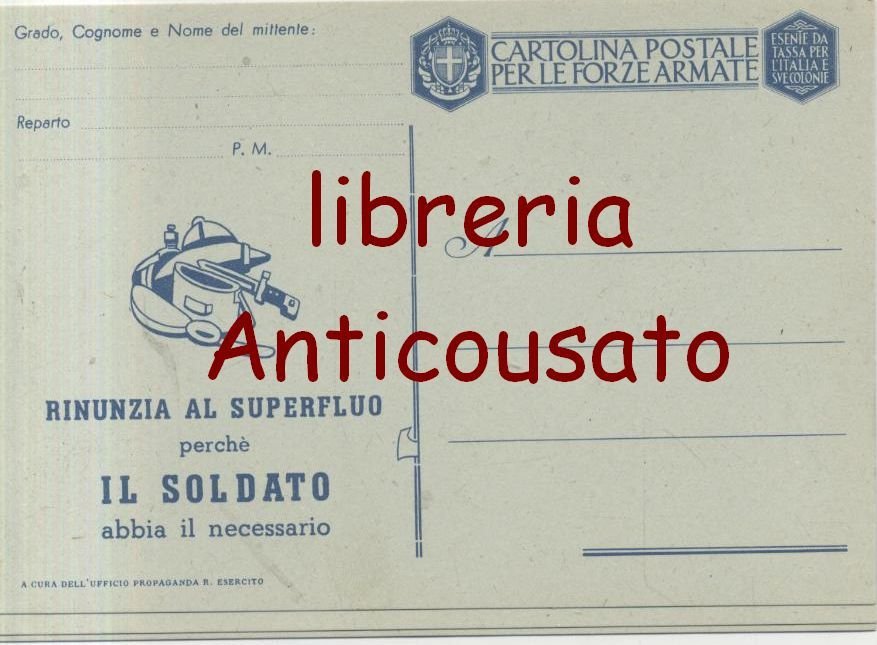 Grado, Cognome e Nome del mittente:
Reparto
P. M.
CARTOLINA POSTALE
PER LE FORZE ARMATE
ESENTE DA
TASSA PER
L'ITALIA E
SVE COLONIE
A
libreria
Anticousato
RINUNZIA AL SUPERFLUO
perchè
IL SOLDATO
abbia il necessario
A CURA DELL'UFFICIO PROPAGANDA R. ESERCITO